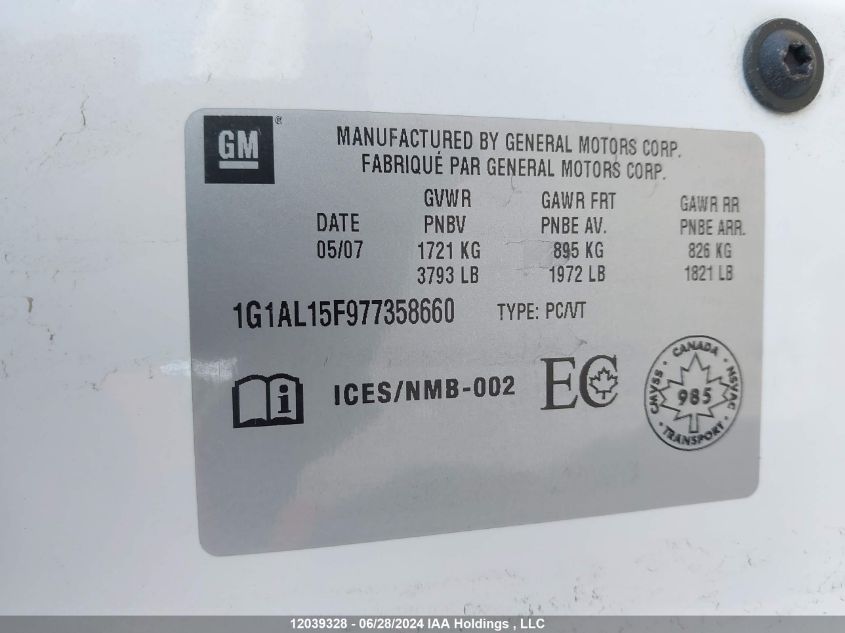 GM ®
MANUFACTURED BY GENERAL MOTORS CORP.
FABRIQUÉ PAR GENERAL MOTORS CORP.
GVWR GAWR FRT GAWR RR
DATE PNBV PNBE AV. PNBE ARR.
05/07 1721 KG 895 KG 826 KG
3793 LB 1972 LB 1821 LB
1G1AL15F977358660 TYPE: PC/VT
i ICES/NMB-002 EC
CANADA
CMVSS 985 NSVAC
TRANSPORT
12039328 - 06/28/2024 IAA Holdings , LLC